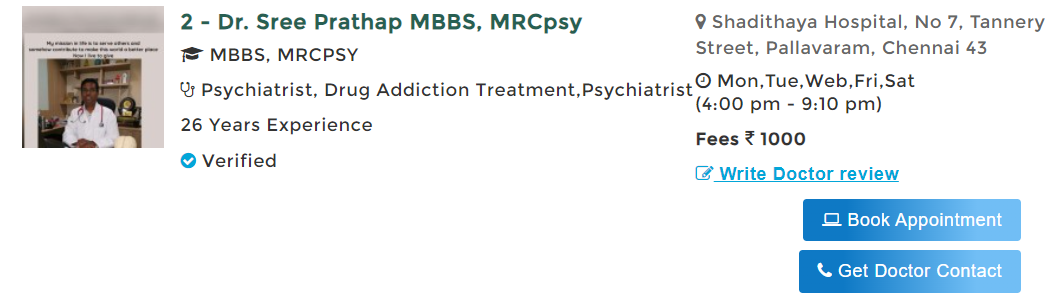 My mission in life is to serve others and
somehow contribute to make this world a better place
Now I live to give
2 - Dr. Sree Prathap MBBS, MRCpsy
MBBS, MRCPSY
Psychiatrist, Drug Addiction Treatment,Psychiatrist
26 Years Experience
Verified
Shadithaya Hospital, No 7, Tannery
Street, Pallavaram, Chennai 43
Mon,Tue,Web,Fri,Sat
(4:00 pm - 9:10 pm)
Fees ₹ 1000
Write Doctor review
Book Appointment
Get Doctor Contact